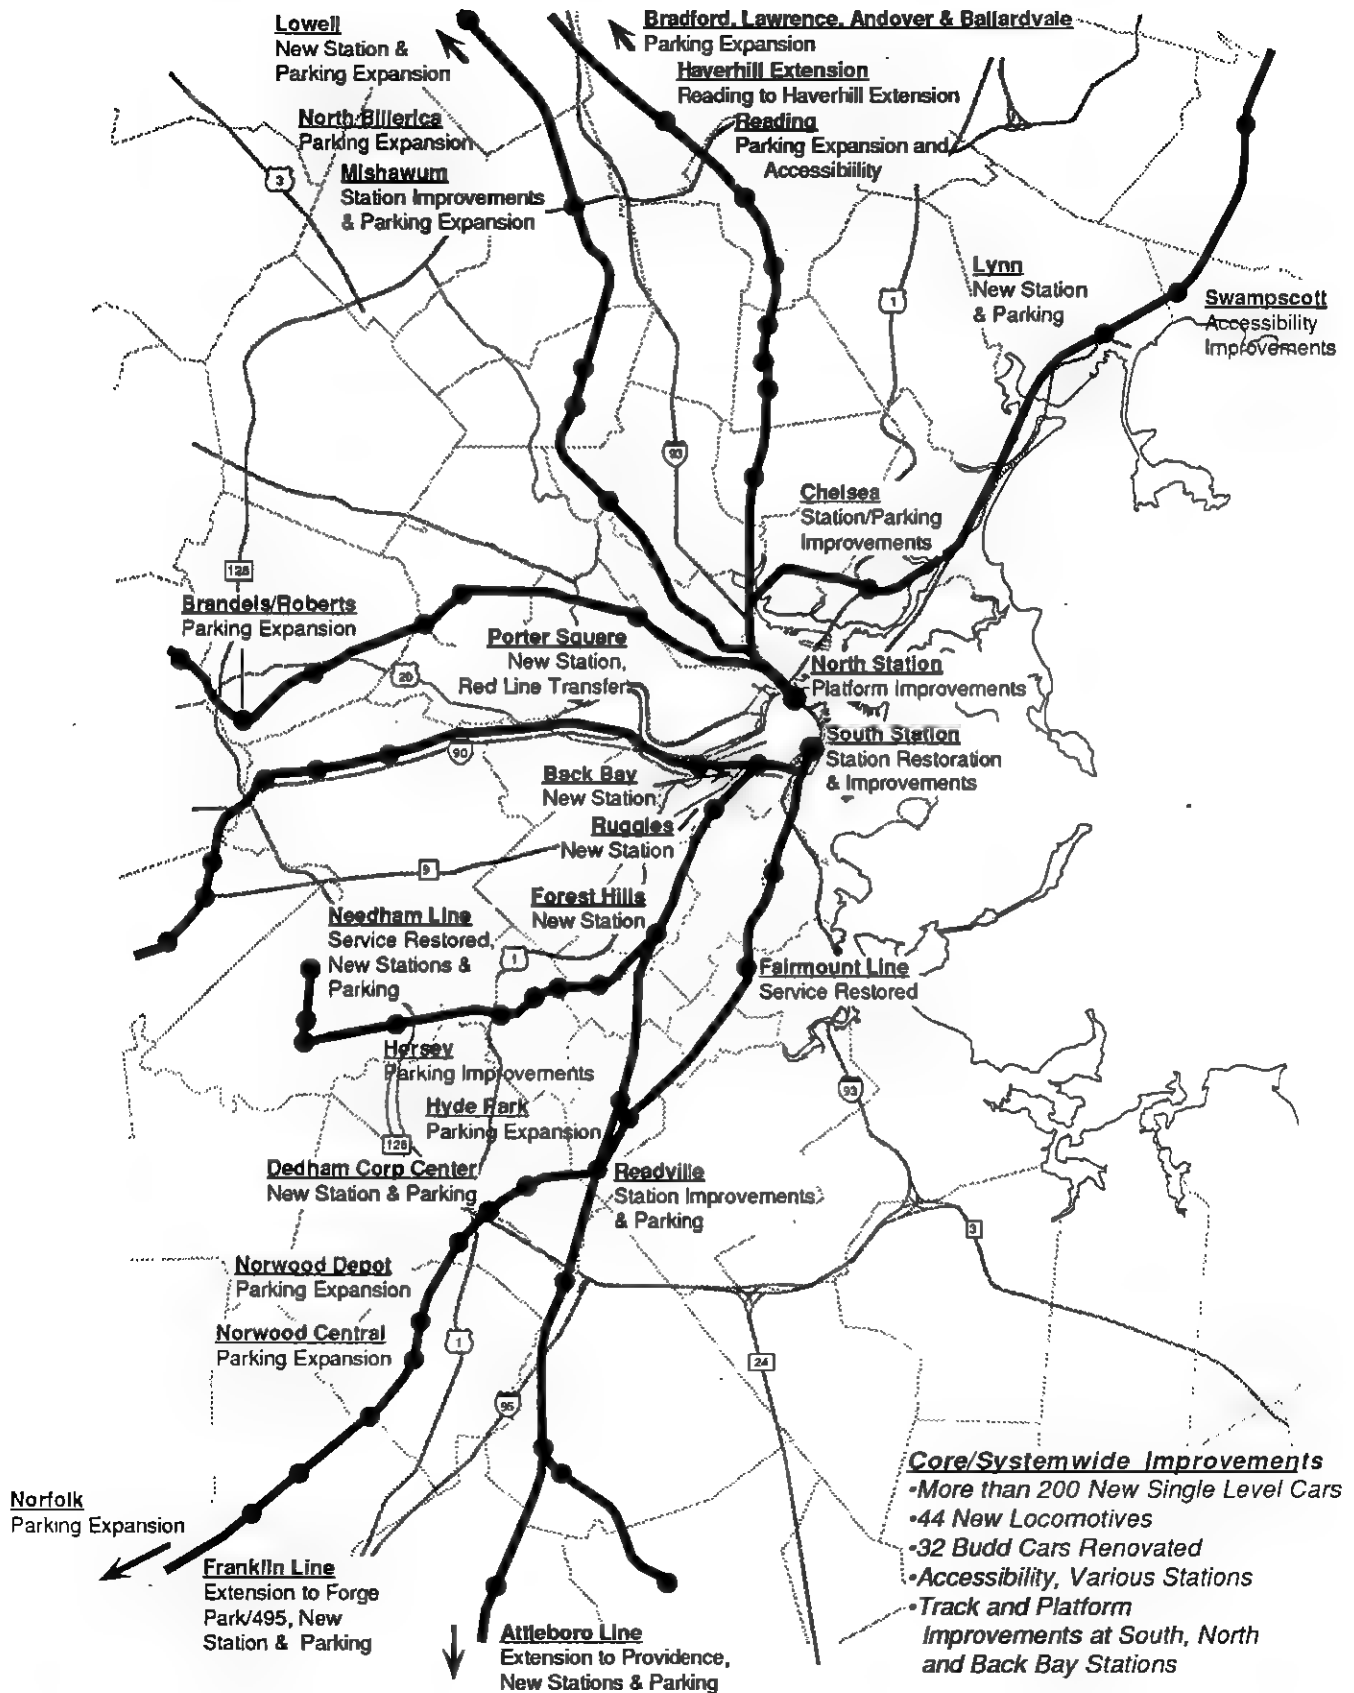 Lowell
New Station &
Parking Expansion
Bradford, Lawrence, Andover & Ballardvale
Parking Expansion
Haverhill Extension
Reading to Haverhill Extension
North Billerica
Parking Expansion
Reading
Parking Expansion and
Accessibility
Mishawum
Station Improvements
& Parking Expansion
3
Lynn
New Station
& Parking
1
Swampscott
Accessibility
Improvements
93
Chelsea
Station/Parking
Improvements
128
Brandeis/Roberts
Parking Expansion
Porter Square
New Station,
Red Line Transfer
20
North Station
Platform Improvements
90
South Station
Station Restoration
& Improvements
Back Bay
New Station
Ruggles
New Station
9
Forest Hills
New Station
Needham Line
Service Restored,
New Stations &
Parking
1
Fairmount Line
Service Restored
Hersey
Parking Improvements
93
Hyde Park
Parking Expansion
128
Dedham Corp Center
New Station & Parking
Readville
Station Improvements
& Parking
3
Norwood Depot
Parking Expansion
Norwood Central
Parking Expansion
1
24
95
Core/Systemwide Improvements
•More than 200 New Single Level Cars
•44 New Locomotives
•32 Budd Cars Renovated
•Accessibility, Various Stations
•Track and Platform
Improvements at South, North
and Back Bay Stations
Norfolk
Parking Expansion
Franklin Line
Extension to Forge
Park/495, New
Station & Parking
Attleboro Line
Extension to Providence,
New Stations & Parking